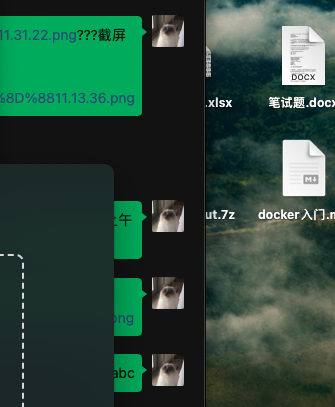 11.31.22.png???截屏
%8D%8811.13.36.png
上午
png
abc
.xlsx
DOCX
笔试题.docx
ut.7z
M
docker入门.m